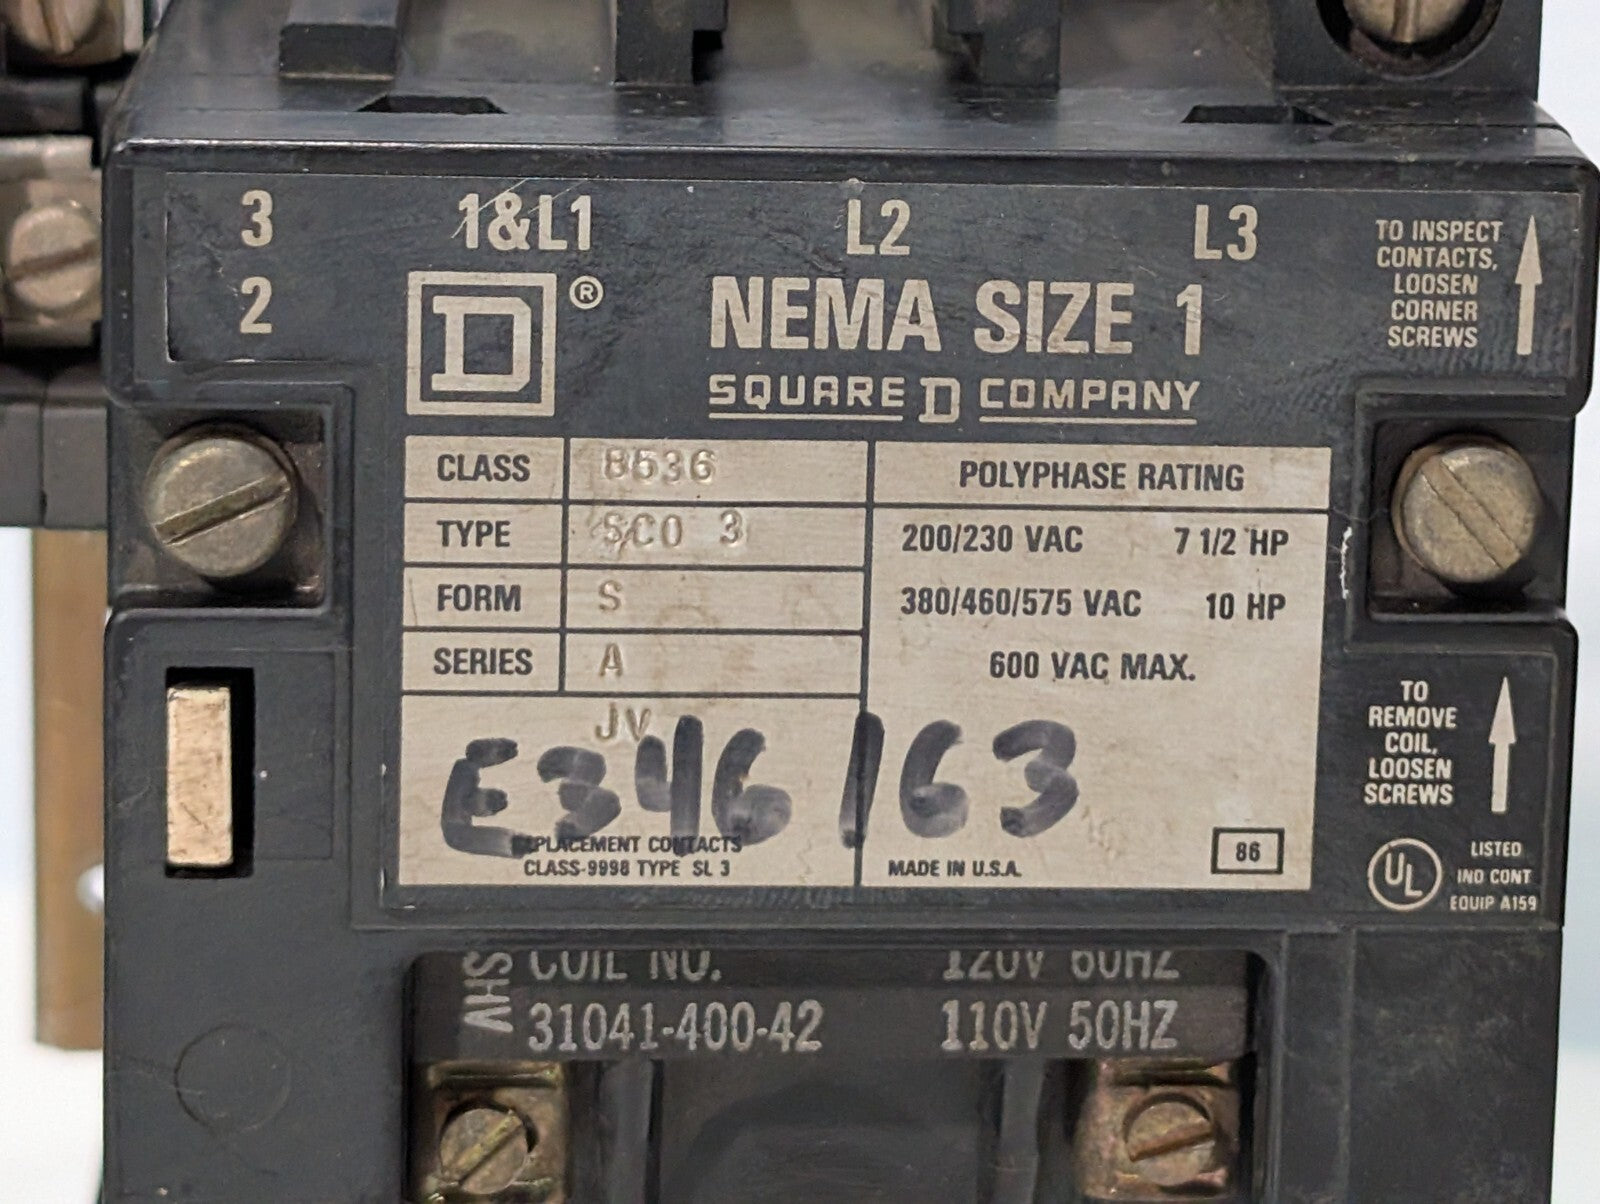 3 1&L1 L2 L3
2
D ®
NEMA SIZE 1
SQUARE D COMPANY
TO INSPECT
CONTACTS,
LOOSEN
CORNER
SCREWS
CLASS 8536
TYPE SCO 3
FORM S
SERIES A
JV
E346163
REPLACEMENT CONTACTS
CLASS-9998 TYPE SL 3
POLYPHASE RATING
200/230 VAC 7 1/2 HP
380/460/575 VAC 10 HP
600 VAC MAX.
MADE IN U.S.A.
86
TO
REMOVE
COIL,
LOOSEN
SCREWS
UL
LISTED
IND CONT
EQUIP A159
COIL NO. 120V 60HZ
31041-400-42 110V 50HZ